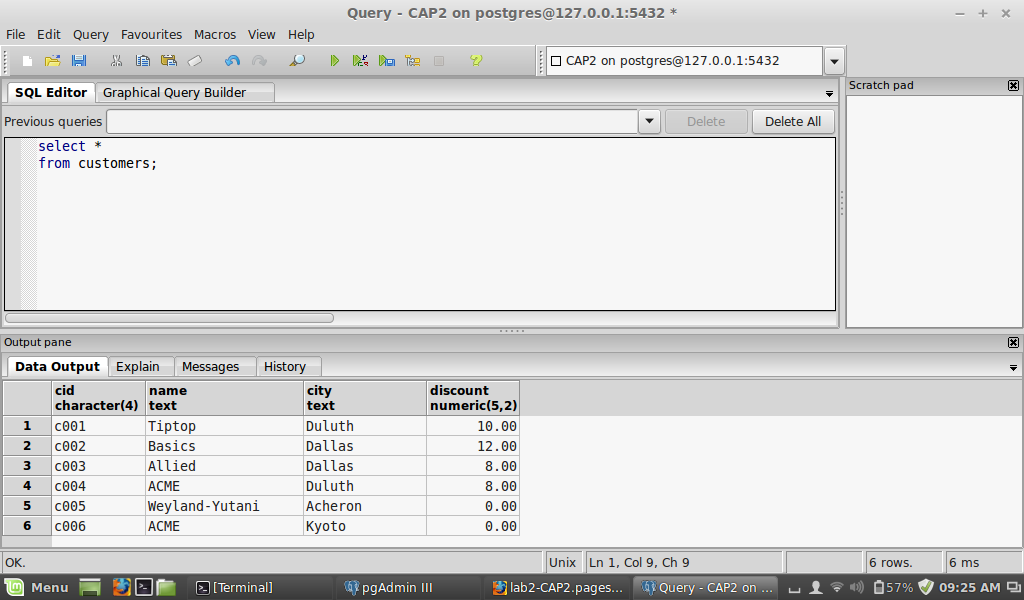 Query - CAP2 on postgres@127.0.0.1:5432 *
File Edit Query Favourites Macros View Help
CAP2 on postgres@127.0.0.1:5432
SQL Editor Graphical Query Builder
Scratch pad
Previous queries Delete Delete All
select *
from customers;
Output pane
Data Output Explain Messages History
cid name city discount
character(4) text text numeric(5,2)
1 c001 Tiptop Duluth 10.00
2 c002 Basics Dallas 12.00
3 c003 Allied Dallas 8.00
4 c004 ACME Duluth 8.00
5 c005 Weyland-Yutani Acheron 0.00
6 c006 ACME Kyoto 0.00
OK. Unix Ln 1, Col 9, Ch 9 6 rows. 6 ms
Menu [Terminal] pgAdmin III lab2-CAP2.pages... Query - CAP2 on ... 57% 09:25 AM